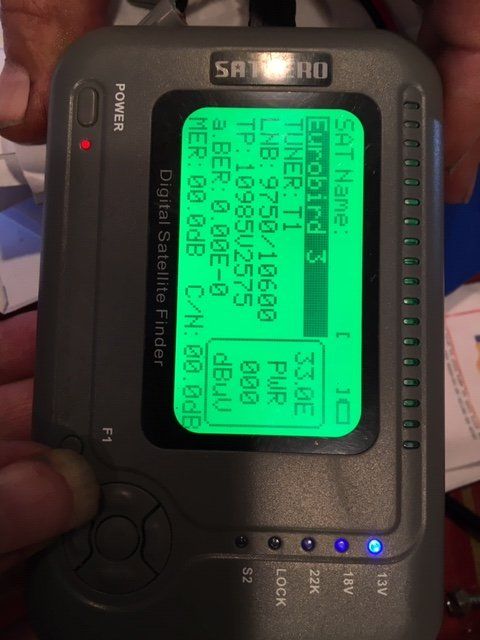 SATHERO
SAT Name:
Eurobird 3
TUNER: T1
LNB: 9750/10600
TP: 10985V2575
a.BER: 0.00E-0
MER: 00.0dB C/N: 00.0dB
33.0E
PWR
000
dBuV
Digital Satellite Finder
POWER
F1
13V
18V
22K
LOCK
S2